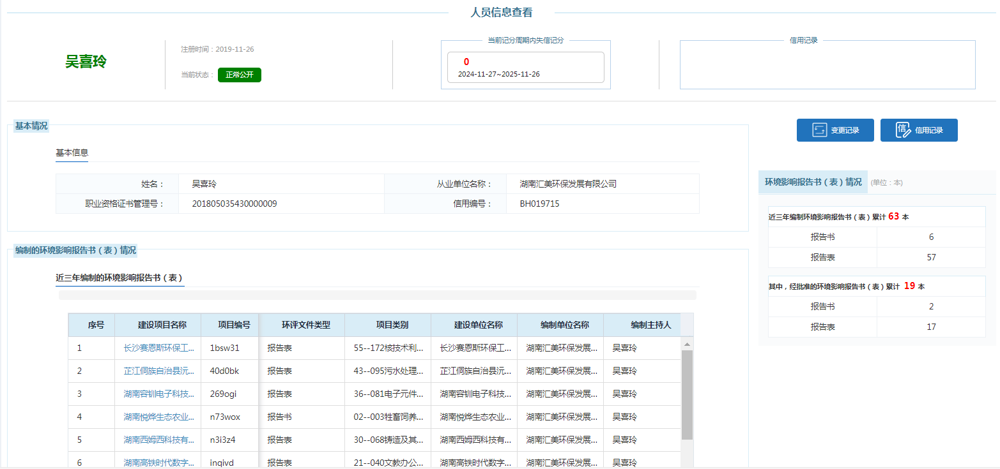 人员信息查看
吴喜玲
注册时间：2019-11-26
当前状态： 正常公开
当前记分周期内失信记分
0
2024-11-27~2025-11-26
信用记录
基本情况
变更记录 信用记录
基本信息
姓名： 吴喜玲 从业单位名称： 湖南汇美环保发展有限公司
职业资格证书管理号： 201805035430000009 信用编号： BH019715
编制的环境影响报告书（表）情况
近三年编制的环境影响报告书（表）
序号 建设项目名称 项目编号 环评文件类型 项目类别 建设单位名称 编制单位名称 编制主持人
1 长沙赛恩斯环保工... 1bsw31 报告表 55--172核技术利... 长沙赛恩斯环保工... 湖南汇美环保发展... 吴喜玲
2 芷江侗族自治县沅... 40d0bk 报告表 43--095污水处理... 芷江侗族自治县沅... 湖南汇美环保发展... 吴喜玲
3 湖南容钏电子科技... 269ogi 报告表 36--081电子元件... 湖南容钏电子科技... 湖南汇美环保发展... 吴喜玲
4 湖南悦烨生态农业... n73wox 报告书 02--003牲畜饲养... 湖南悦烨生态农业... 湖南汇美环保发展... 吴喜玲
5 湖南西姆西科技有... n3i3z4 报告表 30--068铸造及其... 湖南西姆西科技有... 湖南汇美环保发展... 吴喜玲
6 湖南高铁时代数字... inqivd 报告表 21--040文教办公... 湖南高铁时代数字... 湖南汇美环保发展... 吴喜玲
环境影响报告书（表）情况 (单位：本)
近三年编制环境影响报告书（表）累计 63 本
报告书 6
报告表 57
其中，经批准的环境影响报告书（表）累计 19 本
报告书 2
报告表 17